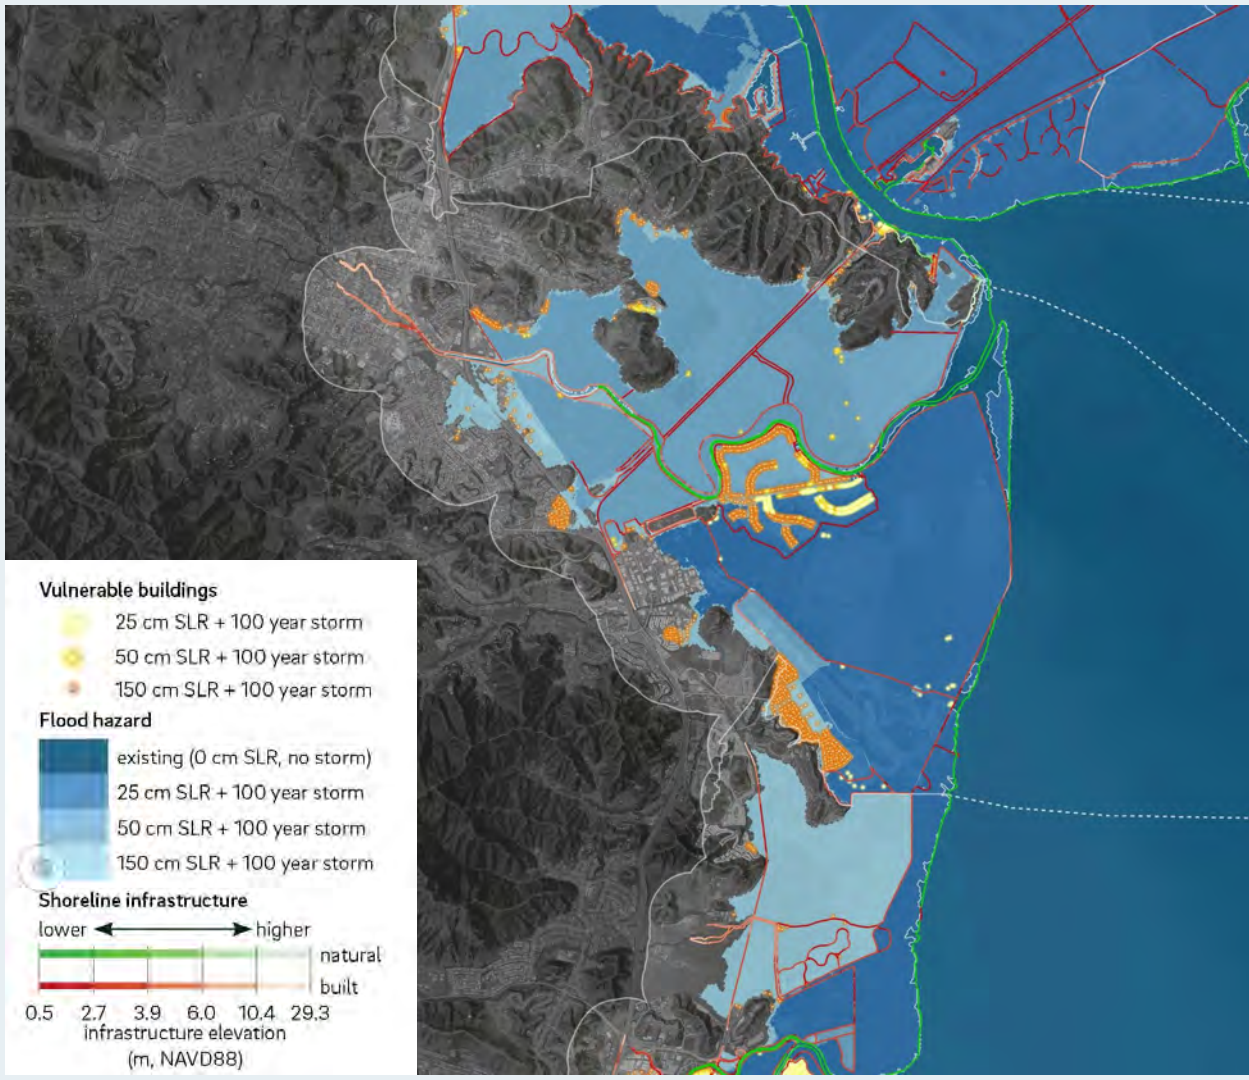 Vulnerable buildings
25 cm SLR + 100 year storm
50 cm SLR + 100 year storm
150 cm SLR + 100 year storm
Flood hazard
existing (0 cm SLR, no storm)
25 cm SLR + 100 year storm
50 cm SLR + 100 year storm
150 cm SLR + 100 year storm
Shoreline infrastructure
lower higher
natural
built
0.5 2.7 3.9 6.0 10.4 29.3
infrastructure elevation
(m, NAVD88)